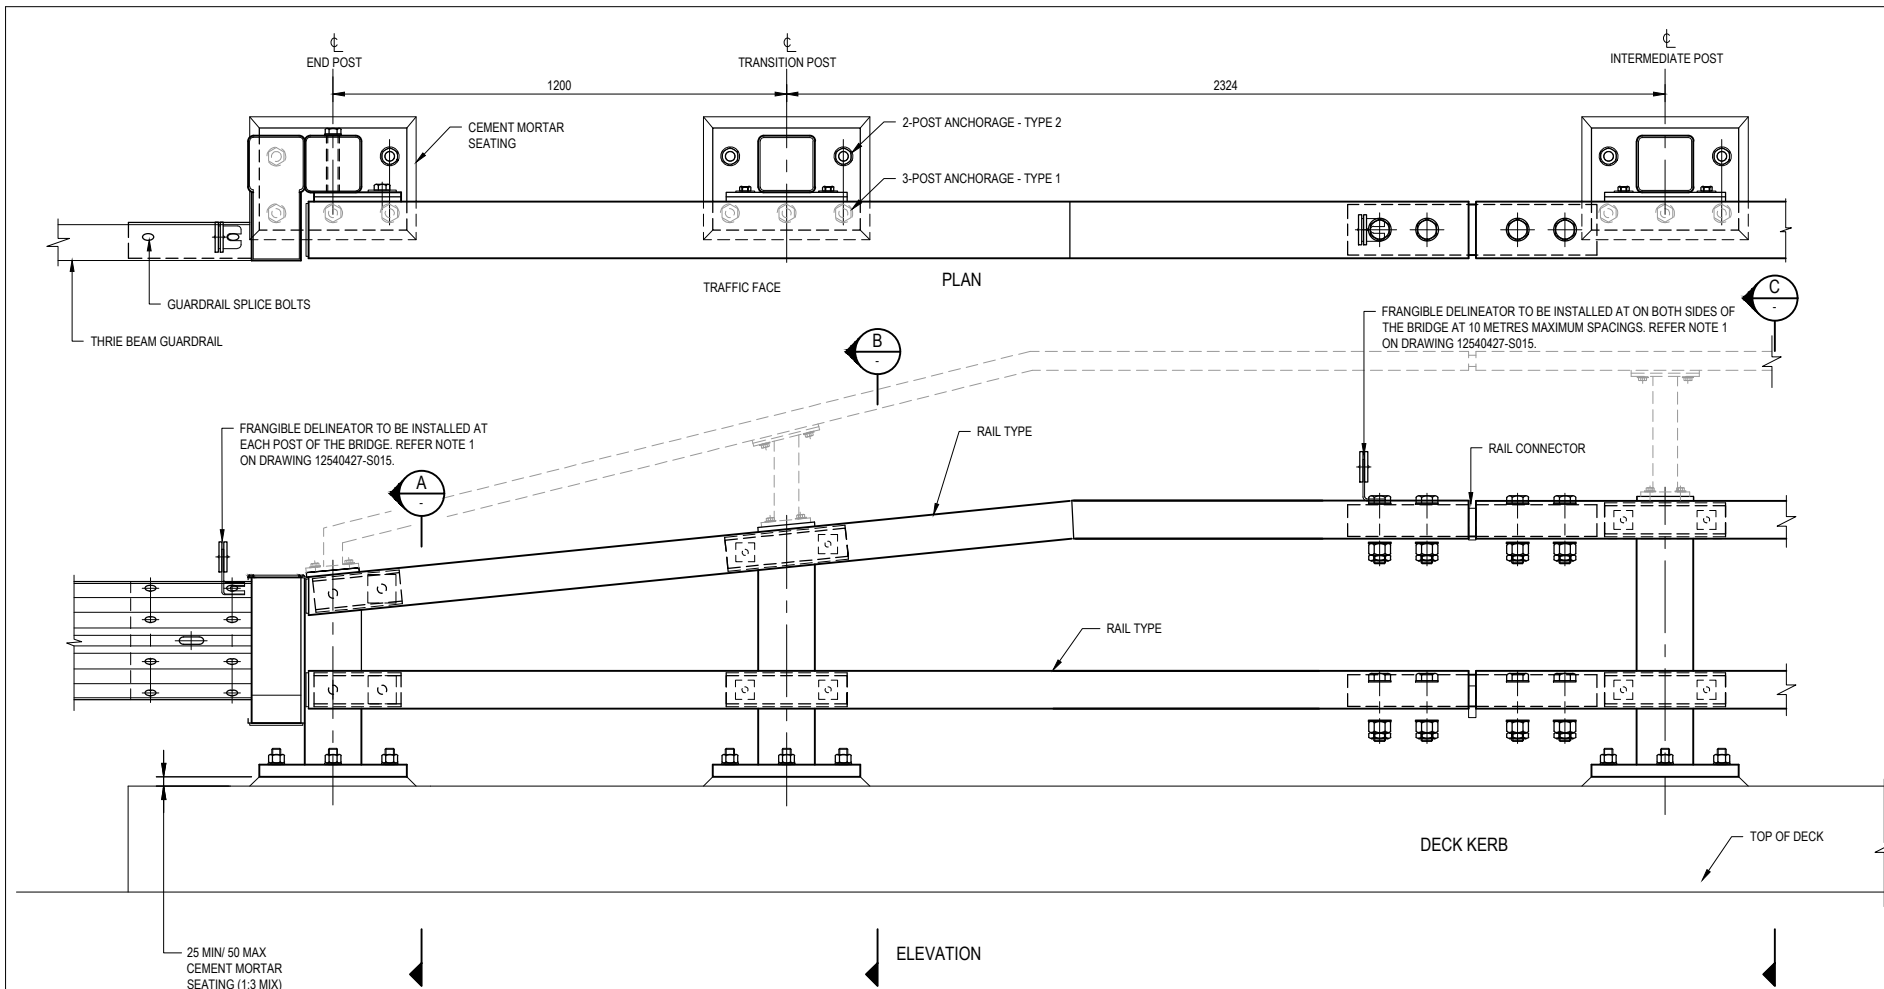 ℄
END POST
℄
TRANSITION POST
℄
INTERMEDIATE POST
1200
2324
CEMENT MORTAR
SEATING
2-POST ANCHORAGE - TYPE 2
3-POST ANCHORAGE - TYPE 1
PLAN
TRAFFIC FACE
GUARDRAIL SPLICE BOLTS
THRIE BEAM GUARDRAIL
C
-
FRANGIBLE DELINEATOR TO BE INSTALLED AT ON BOTH SIDES OF
THE BRIDGE AT 10 METRES MAXIMUM SPACINGS. REFER NOTE 1
ON DRAWING 12540427-S015.
B
-
FRANGIBLE DELINEATOR TO BE INSTALLED AT
EACH POST OF THE BRIDGE. REFER NOTE 1
ON DRAWING 12540427-S015.
RAIL TYPE
RAIL CONNECTOR
A
-
RAIL TYPE
DECK KERB
TOP OF DECK
25 MIN/ 50 MAX
CEMENT MORTAR
SEATING (1:3 MIX)
ELEVATION